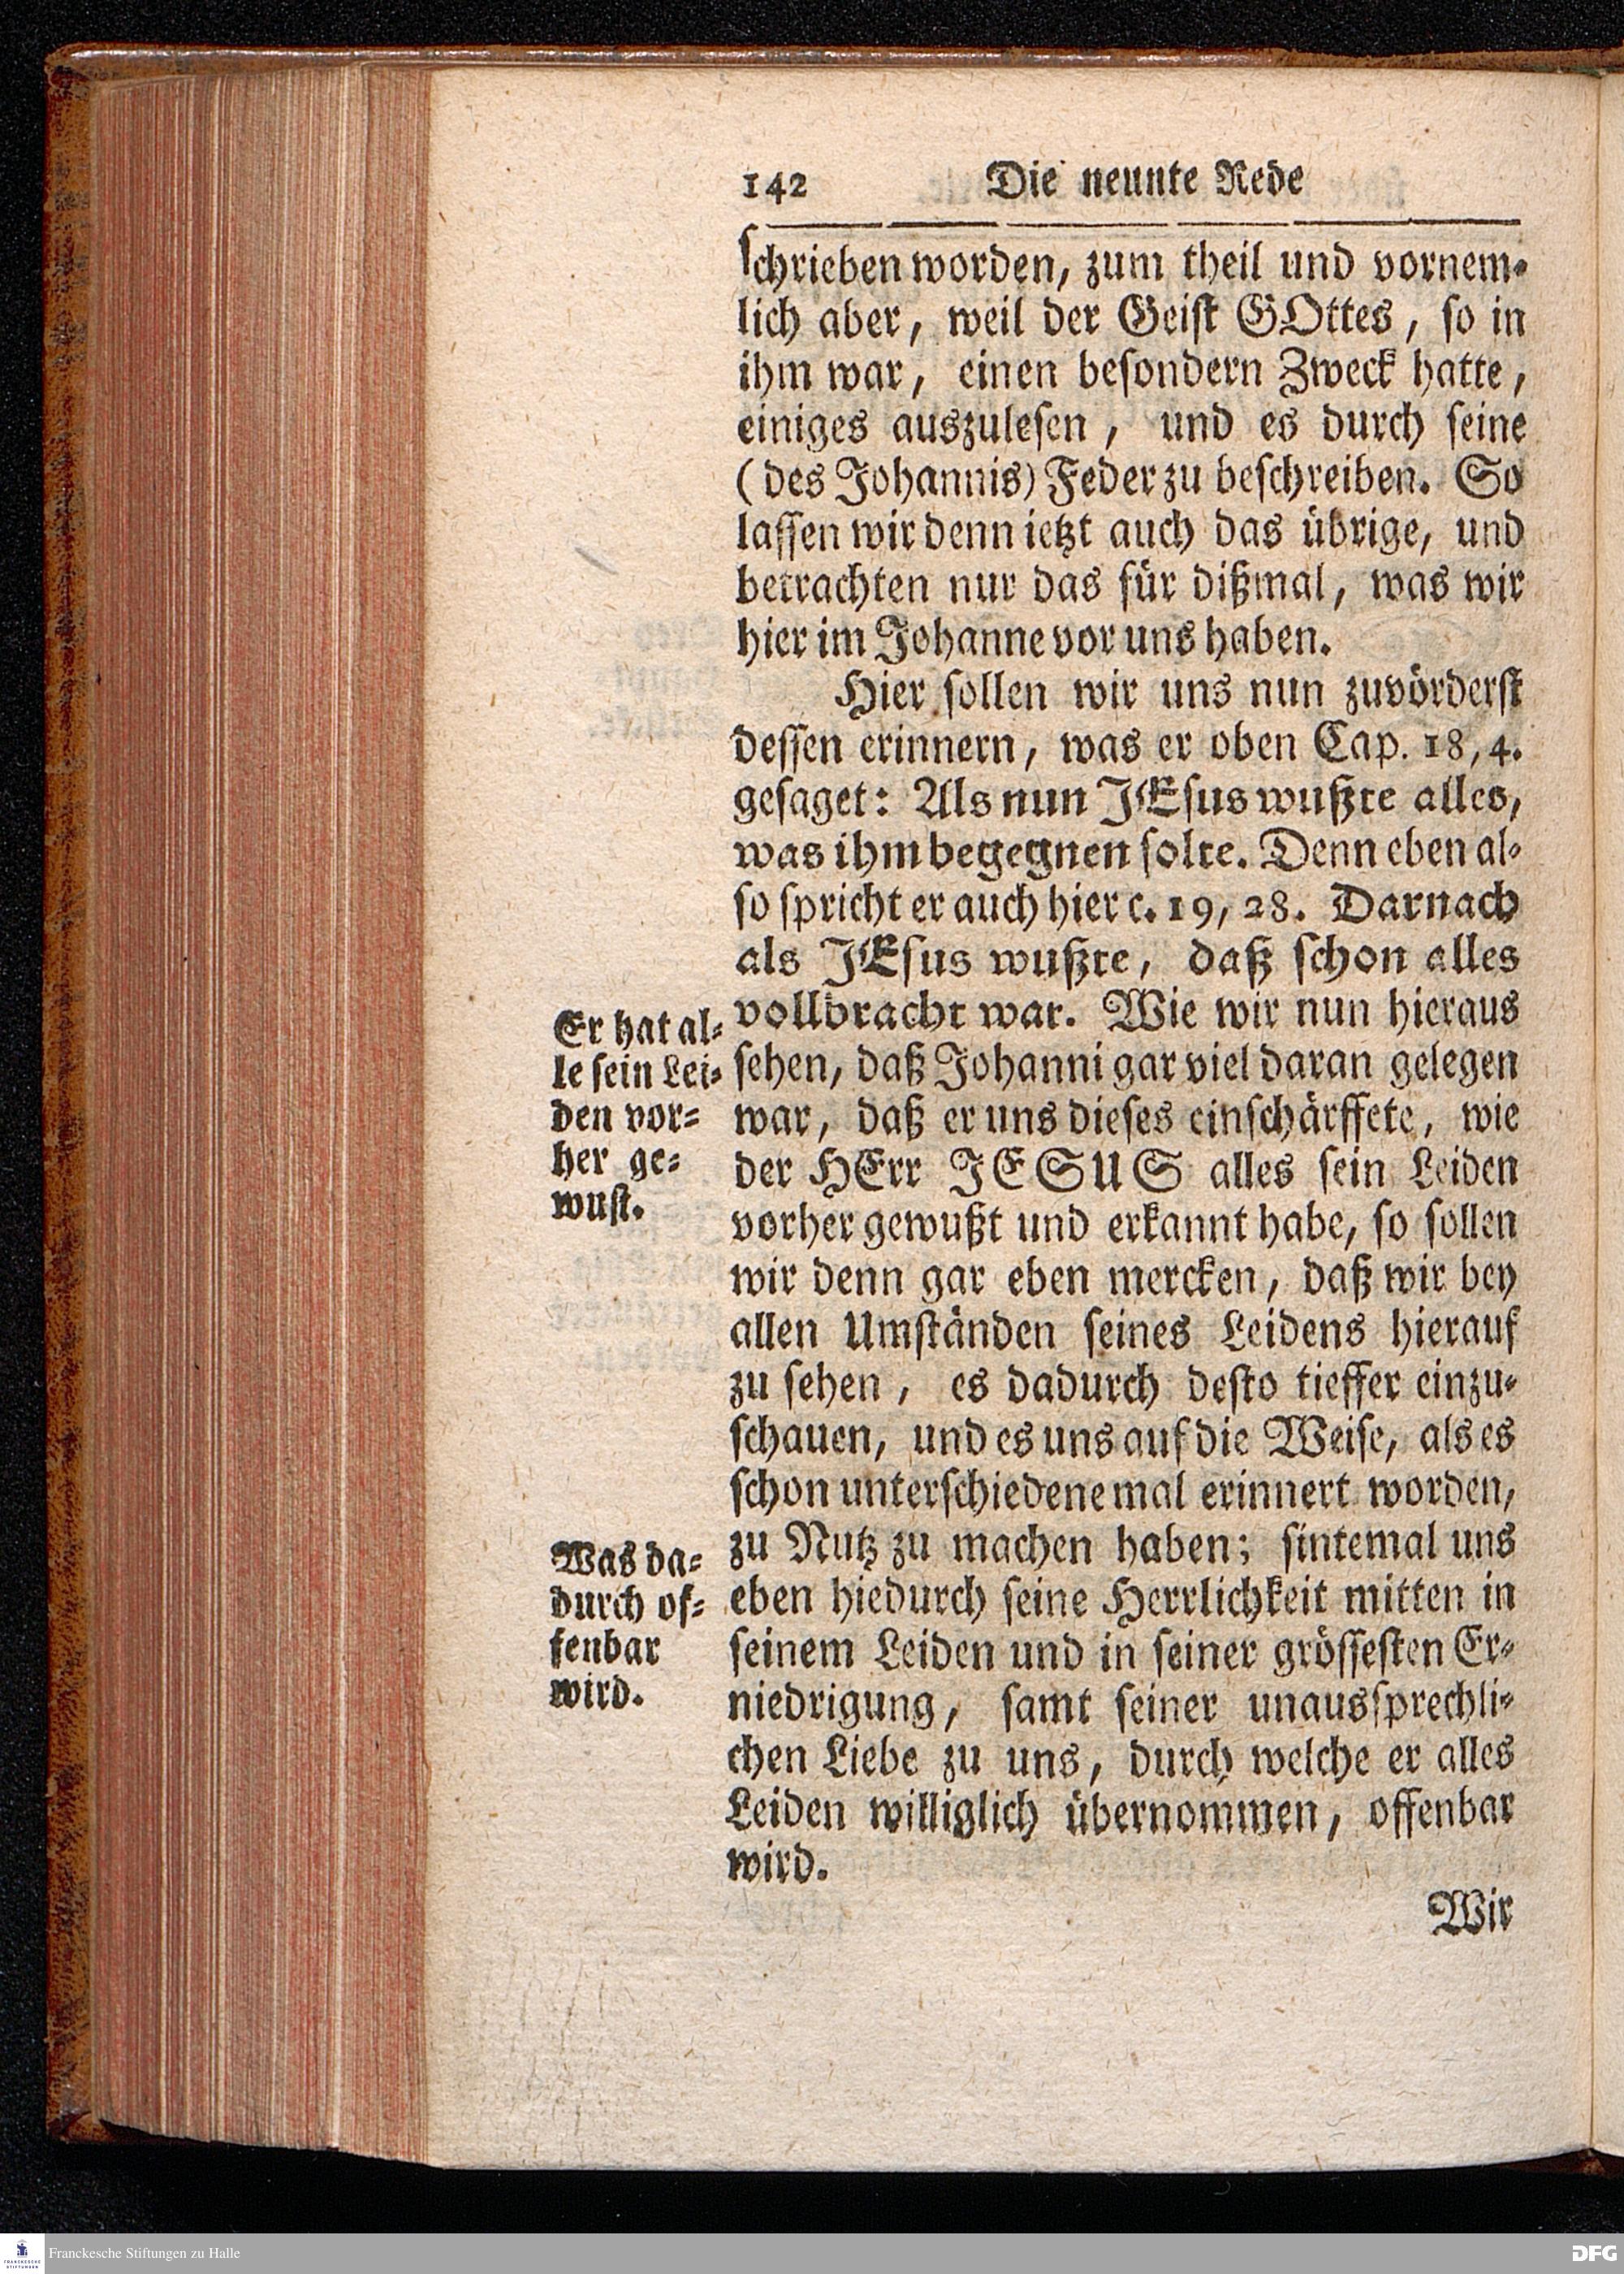 142 Die neunte Rede
schrieben worden, zum theil und vornem-
lich aber, weil der Geist GOttes, so in
ihm war, einen besondern Zweck hatte,
einiges auszulesen, und es durch seine
(des Johannis) Feder zu beschreiben. So
lassen wir denn ietzt auch das übrige, und
betrachten nur das für dißmal, was wir
hier im Johanne vor uns haben.
Hier sollen wir uns nun zuvörderst
dessen erinnern, was er oben Cap. 18, 4.
gesaget: Als nun JEsus wußte alles,
was ihm begegnen solte. Denn eben al-
so spricht er auch hier c. 19, 28. Darnach
als JEsus wußte, daß schon alles
vollbracht war. Wie wir nun hieraus
sehen, daß Johanni gar viel daran gelegen
war, daß er uns dieses einschärffete, wie
der HErr JESUS alles sein Leiden
vorher gewußt und erkannt habe, so sollen
wir denn gar eben mercken, daß wir bey
allen Umständen seines Leidens hierauf
zu sehen, es dadurch desto tieffer einzu-
schauen, und es uns auf die Weise, als es
schon unterschiedene mal erinnert worden,
zu Nutz zu machen haben; sintemal uns
eben hiedurch seine Herrlichkeit mitten in
seinem Leiden und in seiner grössesten Er-
niedrigung, samt seiner unaussprechli-
chen Liebe zu uns, durch welche er alles
Leiden williglich übernommen, offenbar
wird.
Er hat al-
le sein Lei-
den vor-
her ge-
wust.
Was da-
durch of-
fenbar
wird.
Wir
FRANCKESCHE
STIFTUNGEN
Franckesche Stiftungen zu Halle
DFG